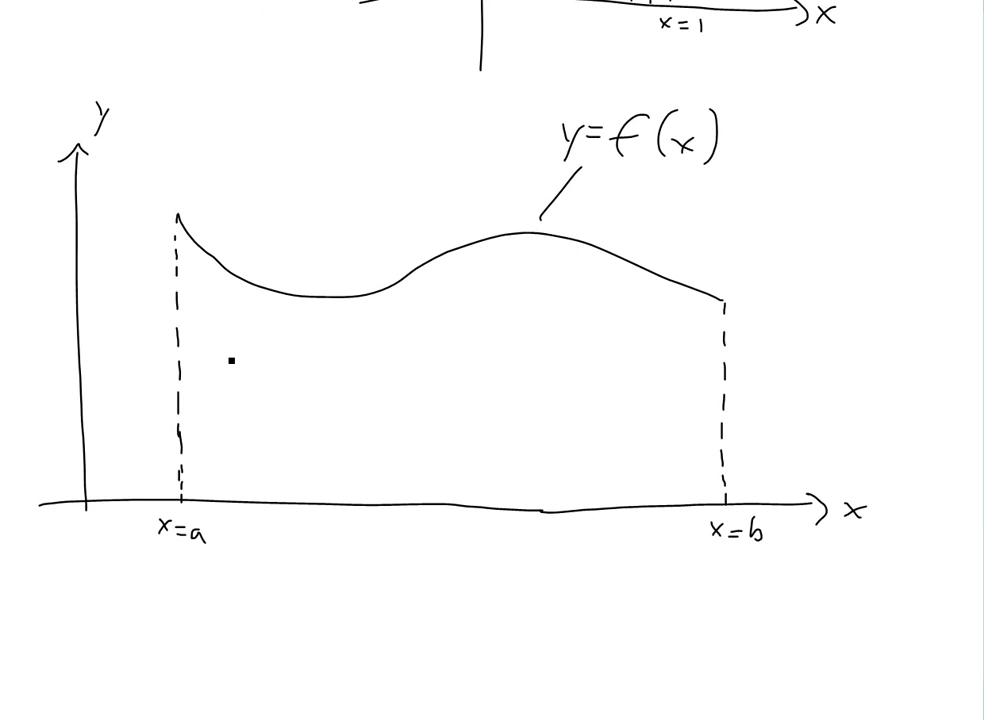 x=1
x
y
y=f(x)
x
x=a
x=b